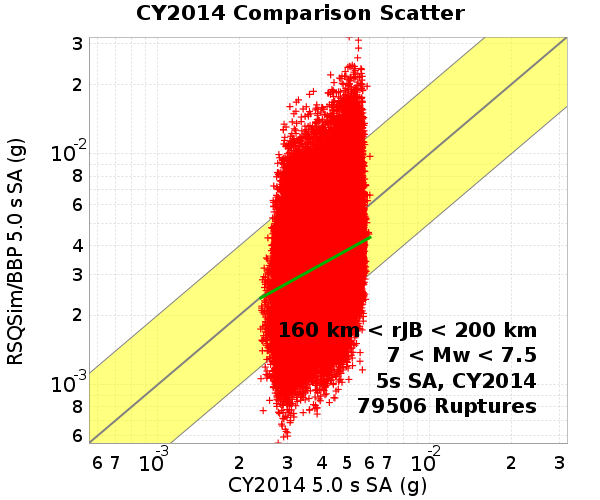 CY2014 Comparison Scatter
RSQSim/BBP 5.0 s SA (g)
3
2
10-2
8
6
4
3
2
10-3
8
6
160 km < rJB < 200 km
7 < Mw < 7.5
5s SA, CY2014
79506 Ruptures
6 7 10-3 2 3 4 5 6 7 10-2 2 3
CY2014 5.0 s SA (g)